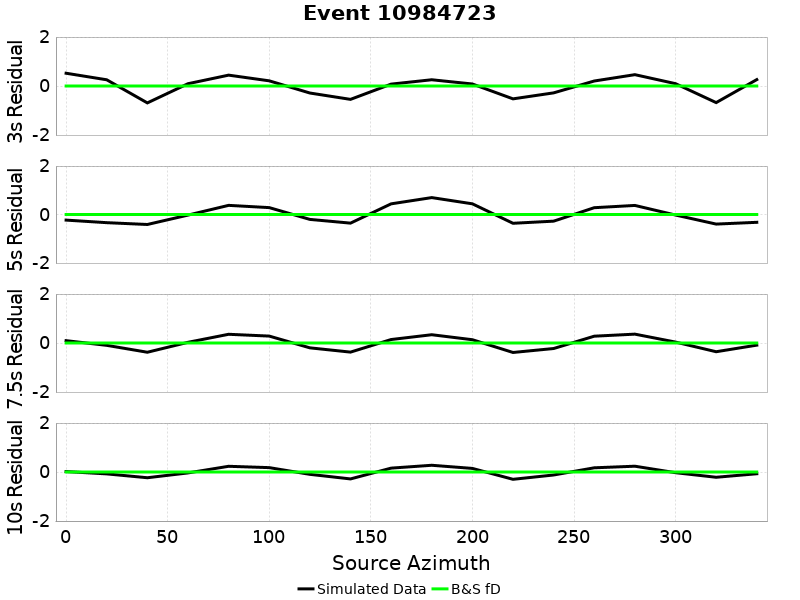 Event 10984723
3s Residual
2
0
-2
5s Residual
2
0
-2
7.5s Residual
2
0
-2
10s Residual
2
0
-2
0 50 100 150 200 250 300
Source Azimuth
Simulated Data B&S fD